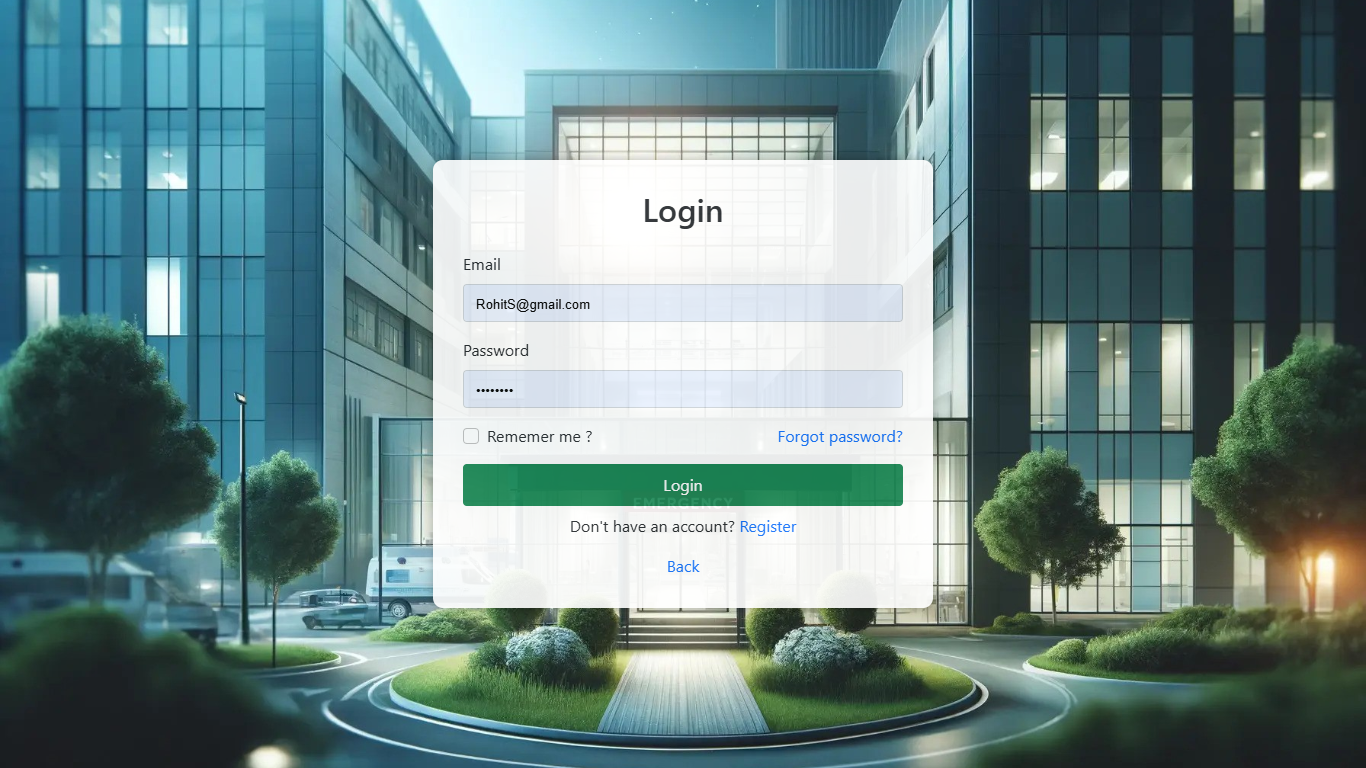 Login
Email
RohitS@gmail.com
Password
••••••••
Rememer me ? Forgot password?
Login
EMERGENCY
Don't have an account? Register
Back